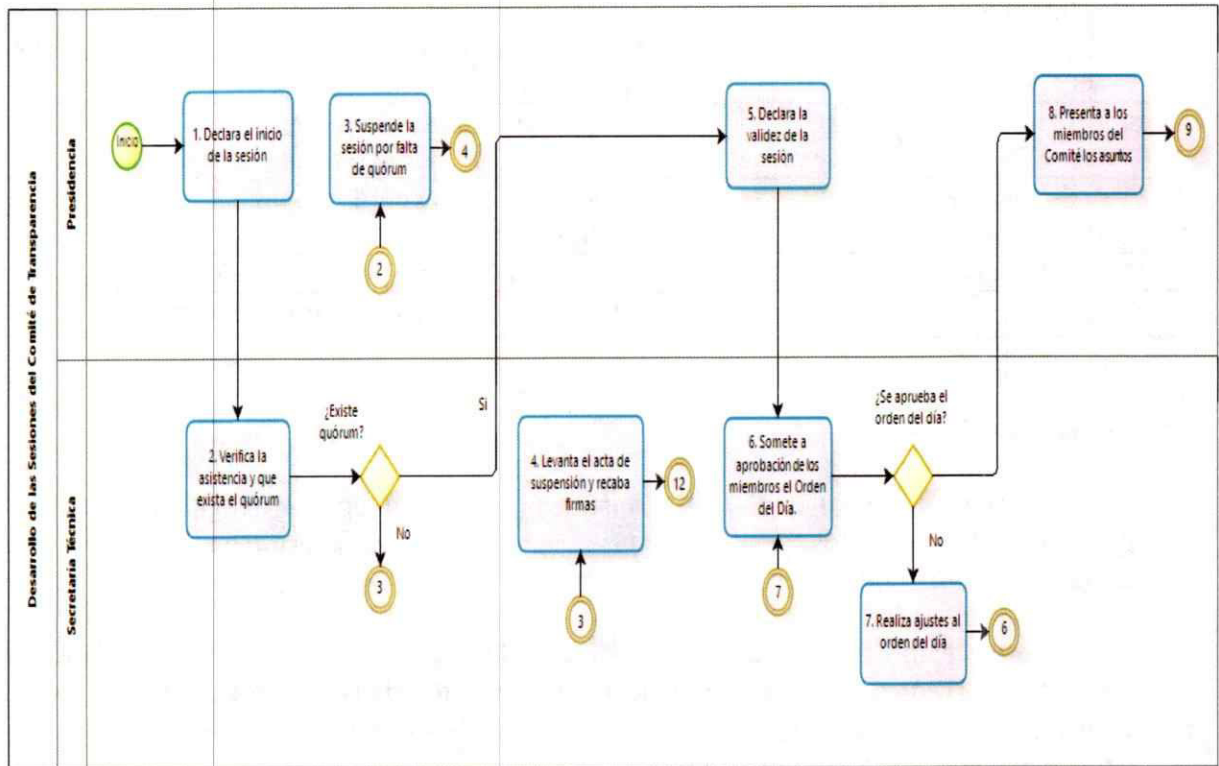 Desarrollo de las Sesiones del Comité de Transparencia
Presidencia
Inicio
1. Declara el inicio
de la sesión
3. Suspende la
sesión por falta
de quórum
4
2
5. Declara la
validez de la
sesión
8. Presenta a los
miembros del
Comité los asuntos
9
Secretaría Técnica
2. Verifica la
asistencia y que
exista el quórum
¿Existe
quórum?
Si
No
3
4. Levanta el acta de
suspensión y recaba
firmas
12
3
6. Somete a
aprobación de los
miembros el Orden
del Día.
7
¿Se aprueba el
orden del día?
No
7. Realiza ajustes al
orden del día
6